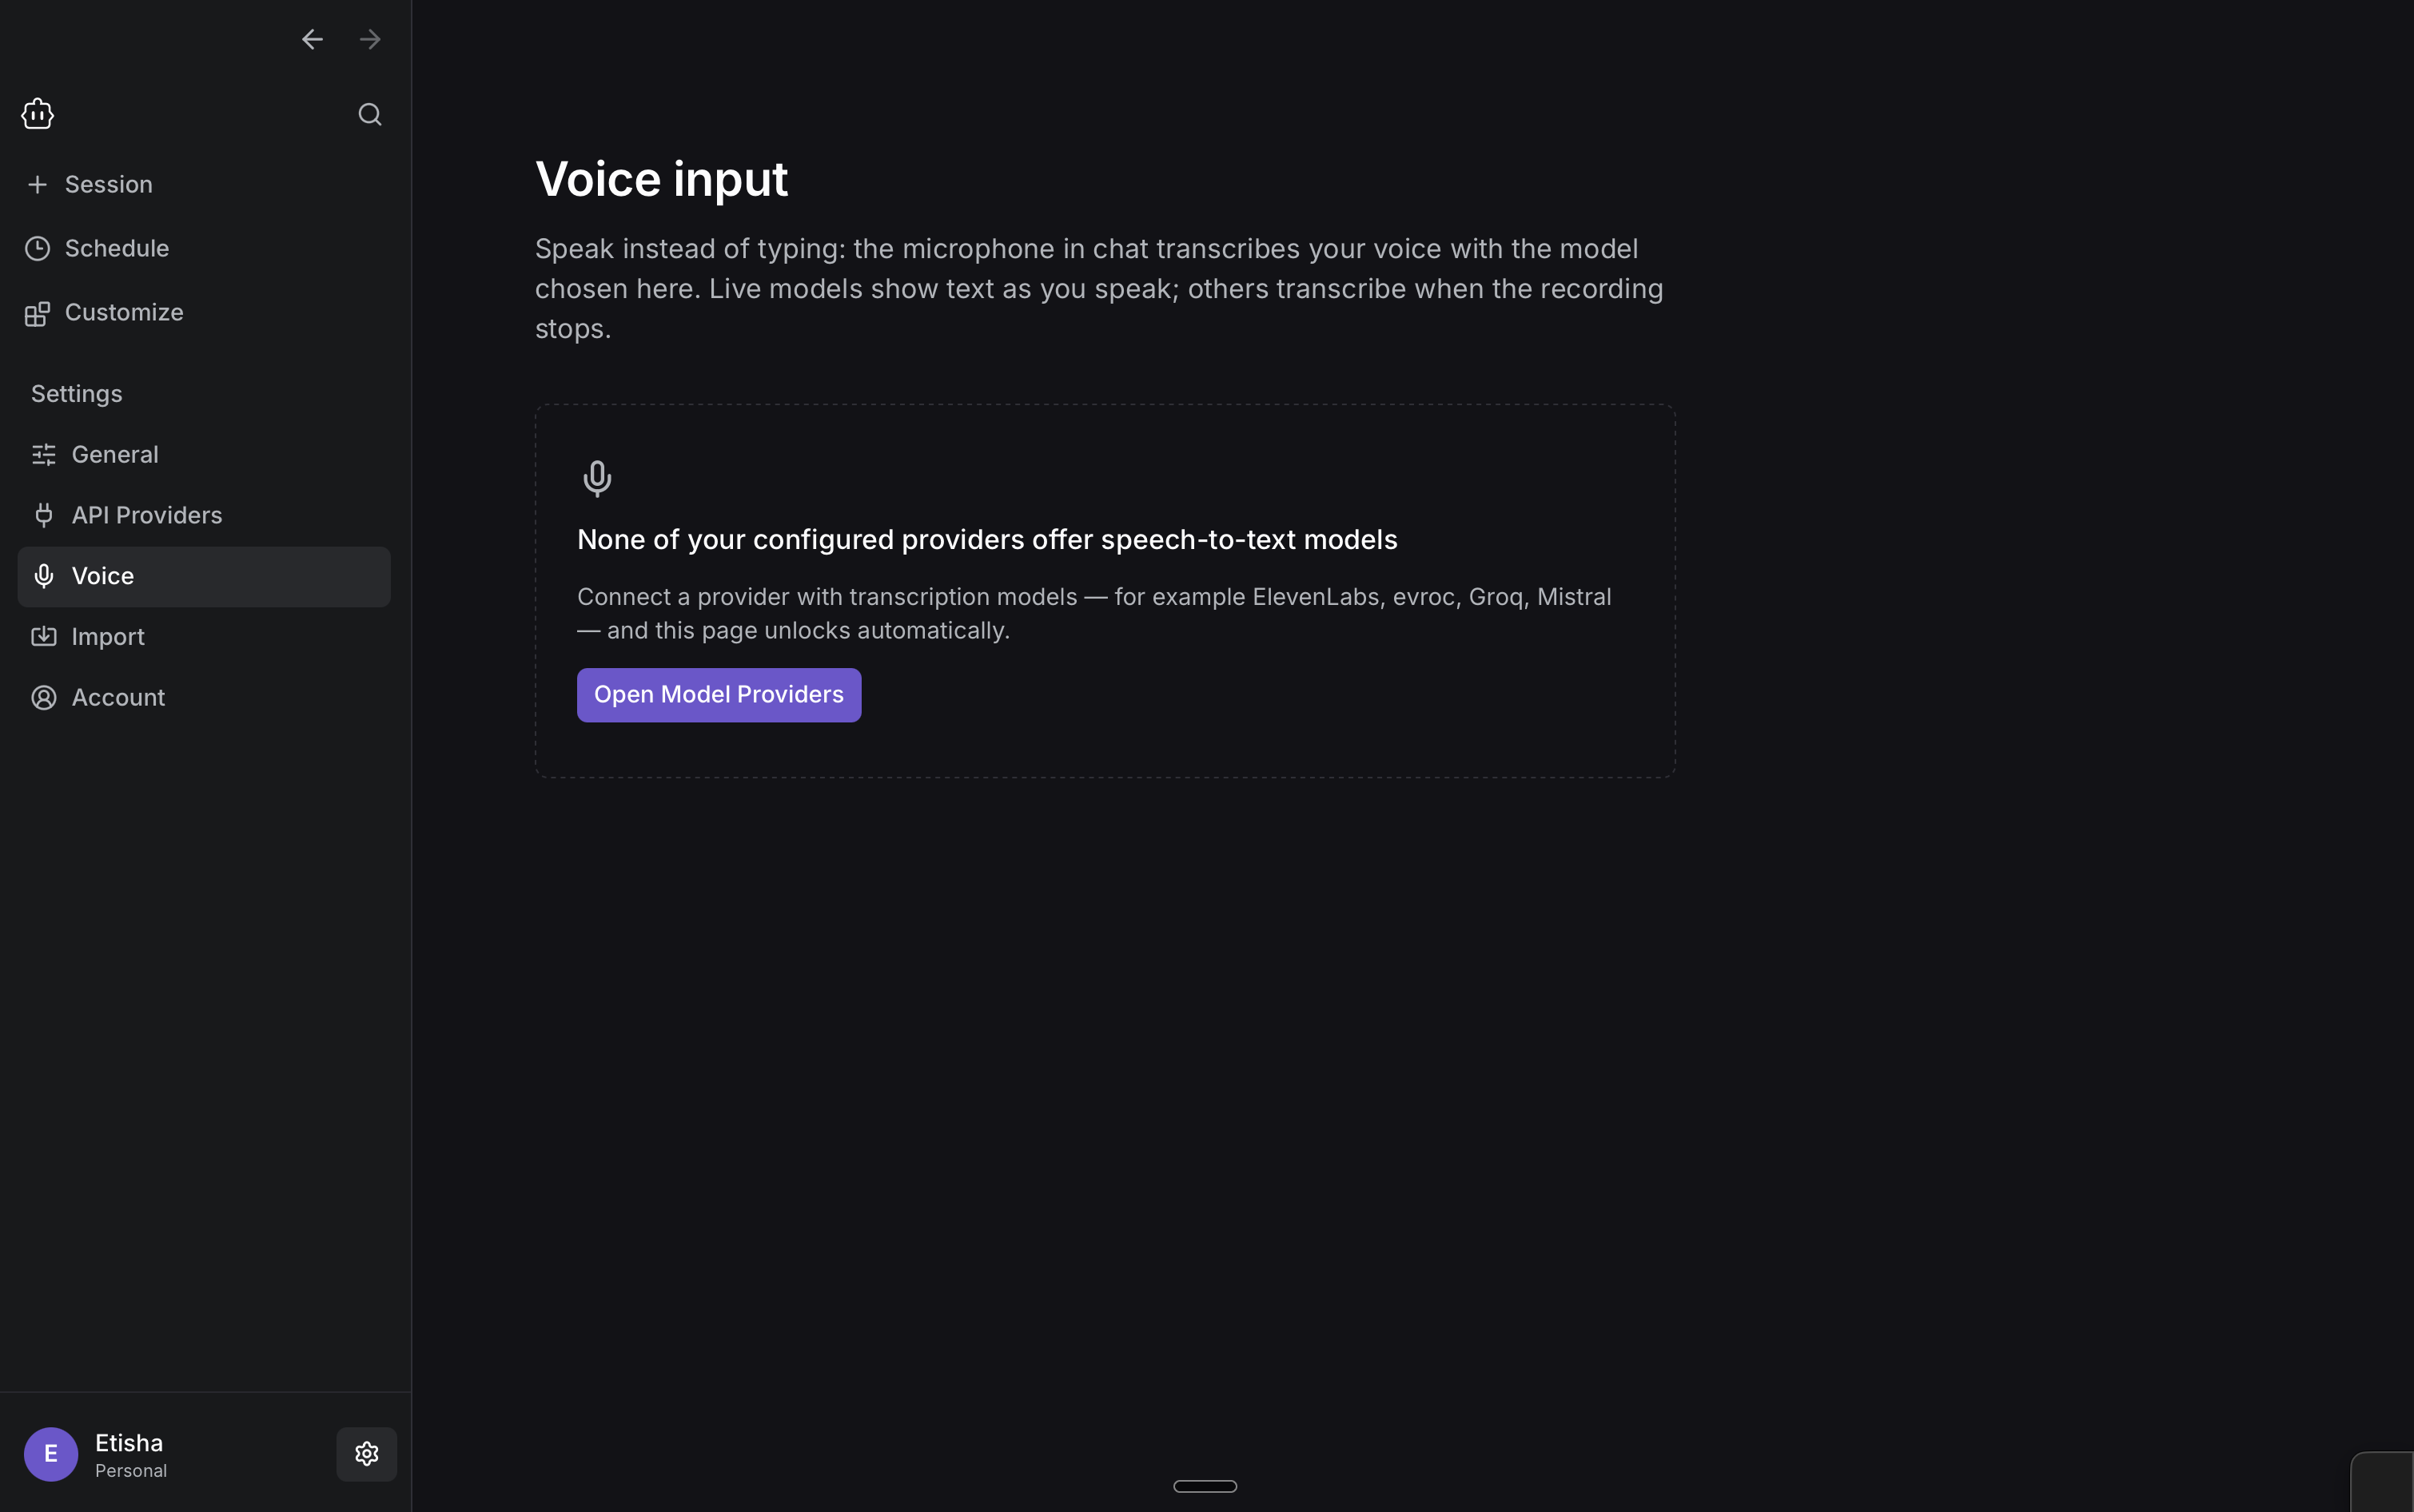 Session
Schedule
Customize
Settings
General
API Providers
Voice
Import
Account
E
Etisha
Personal
Voice input
Speak instead of typing: the microphone in chat transcribes your voice with the model
chosen here. Live models show text as you speak; others transcribe when the recording
stops.
None of your configured providers offer speech-to-text models
Connect a provider with transcription models — for example ElevenLabs, evroc, Groq, Mistral
— and this page unlocks automatically.
Open Model Providers